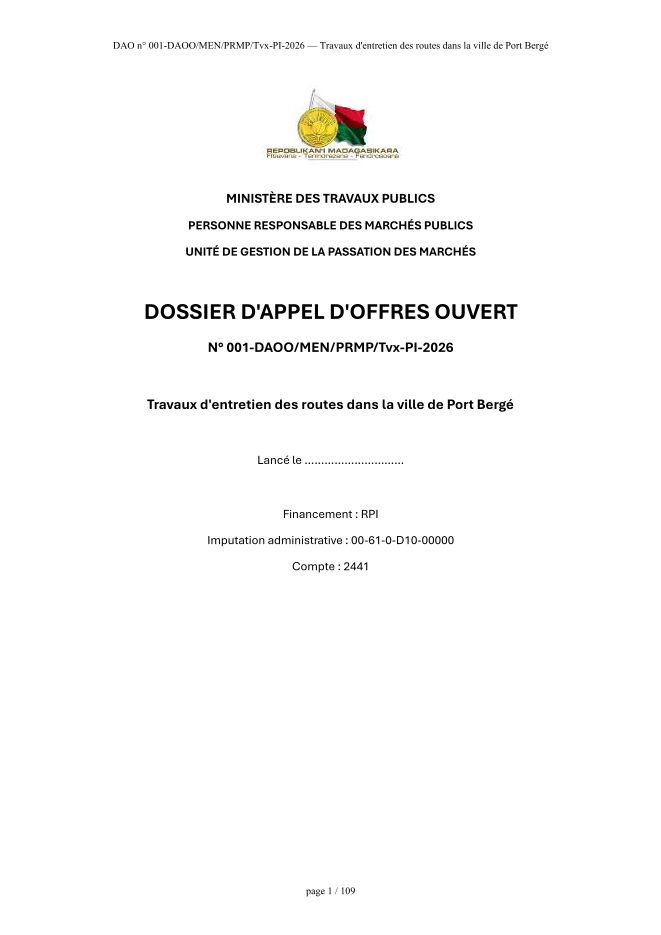 DAO n° 001-DAOO/MEN/PRMP/Tvx-PI-2026 — Travaux d'entretien des routes dans la ville de Port Bergé
REPOBLIKAN'I MADAGASIKARA
Fitiavana - Tanindrazana - Fandrosoana
MINISTÈRE DES TRAVAUX PUBLICS
PERSONNE RESPONSABLE DES MARCHÉS PUBLICS
UNITÉ DE GESTION DE LA PASSATION DES MARCHÉS
DOSSIER D'APPEL D'OFFRES OUVERT
N° 001-DAOO/MEN/PRMP/Tvx-PI-2026
Travaux d'entretien des routes dans la ville de Port Bergé
Lancé le ..............................
Financement : RPI
Imputation administrative : 00-61-0-D10-00000
Compte : 2441
page 1 / 109